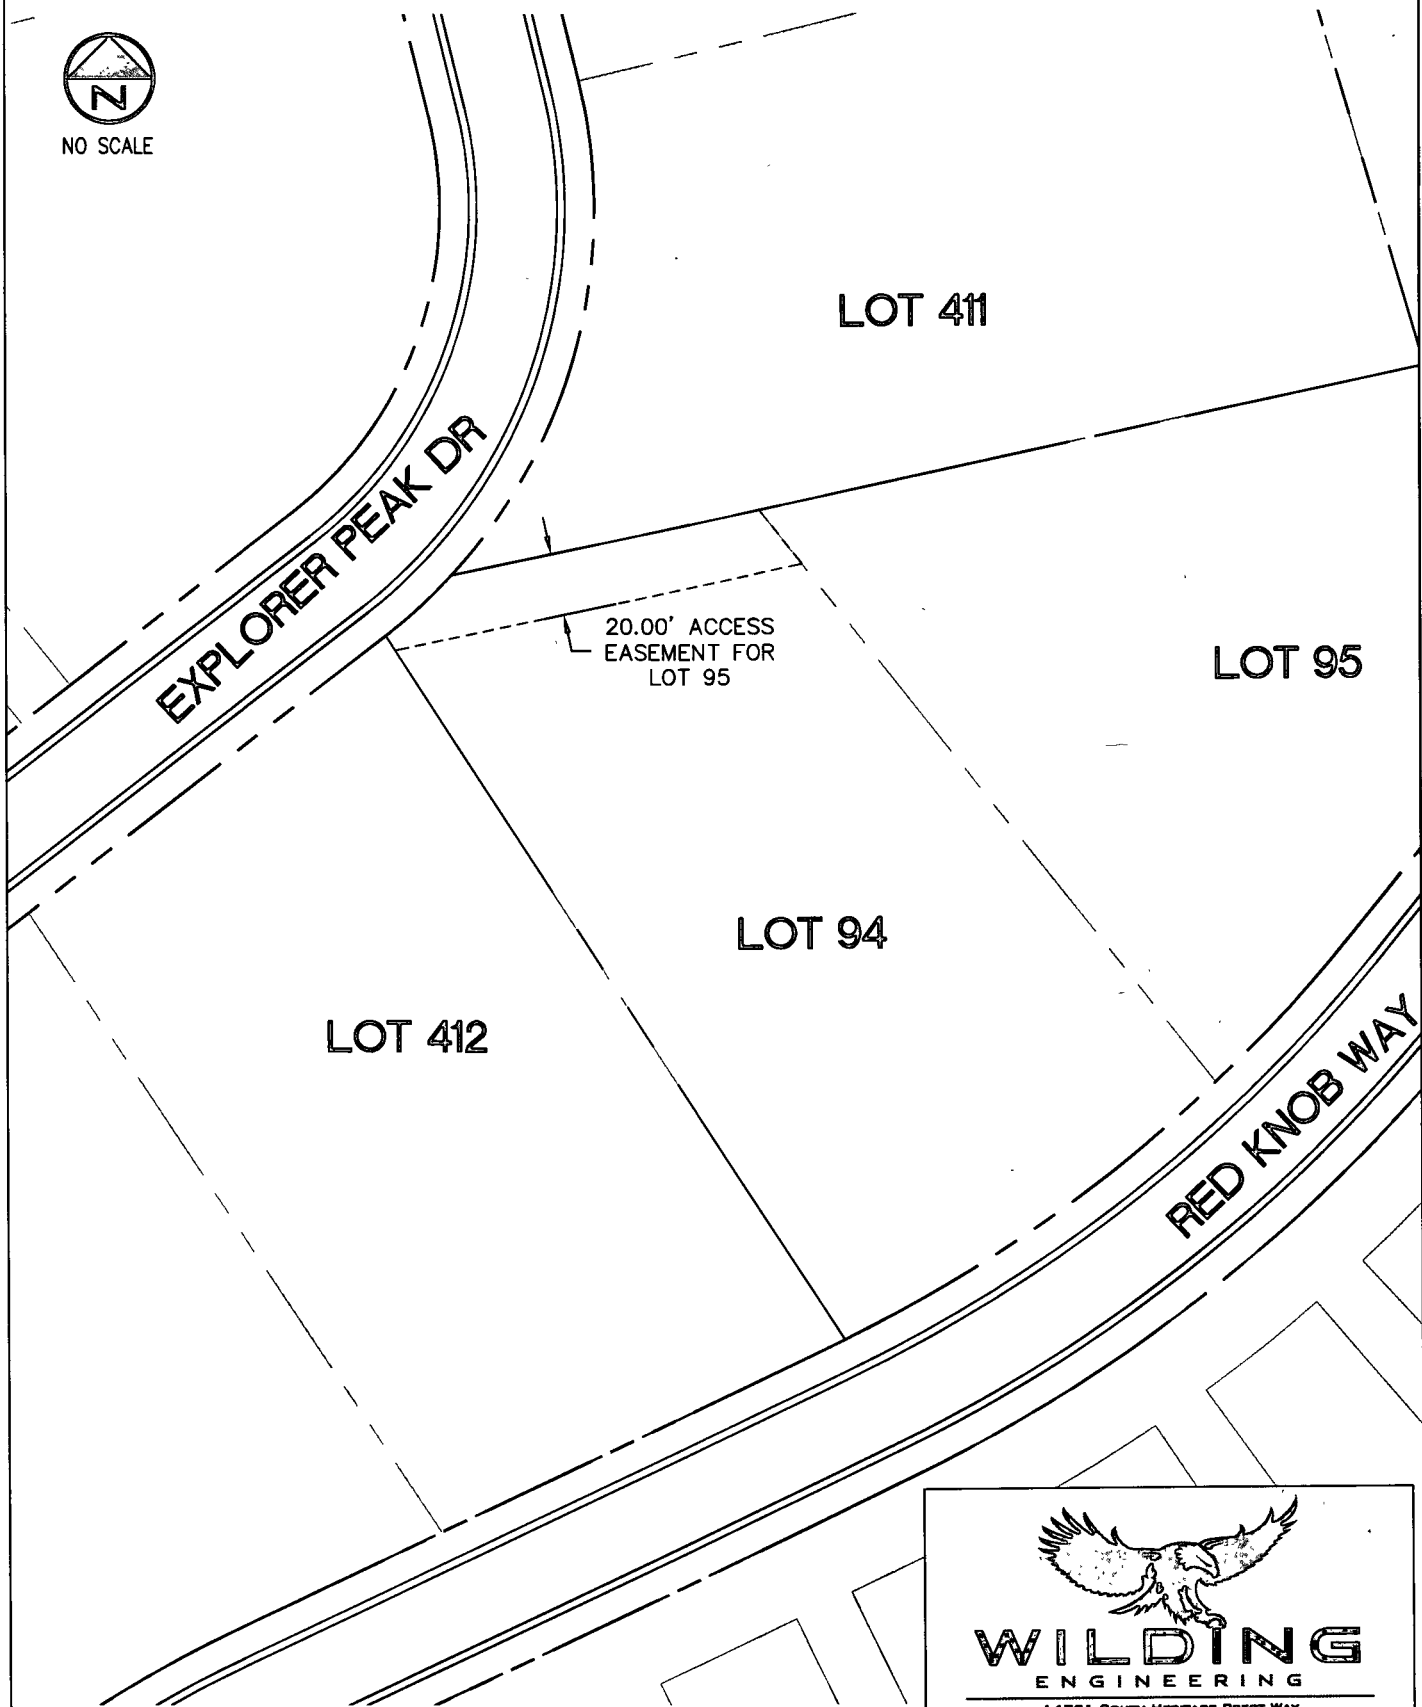 N
NO SCALE
LOT 411
EXPLORER PEAK DR
20.00' ACCESS
EASEMENT FOR
LOT 95
LOT 95
LOT 94
LOT 412
RED KNOB WAY
WILDING
ENGINEERING